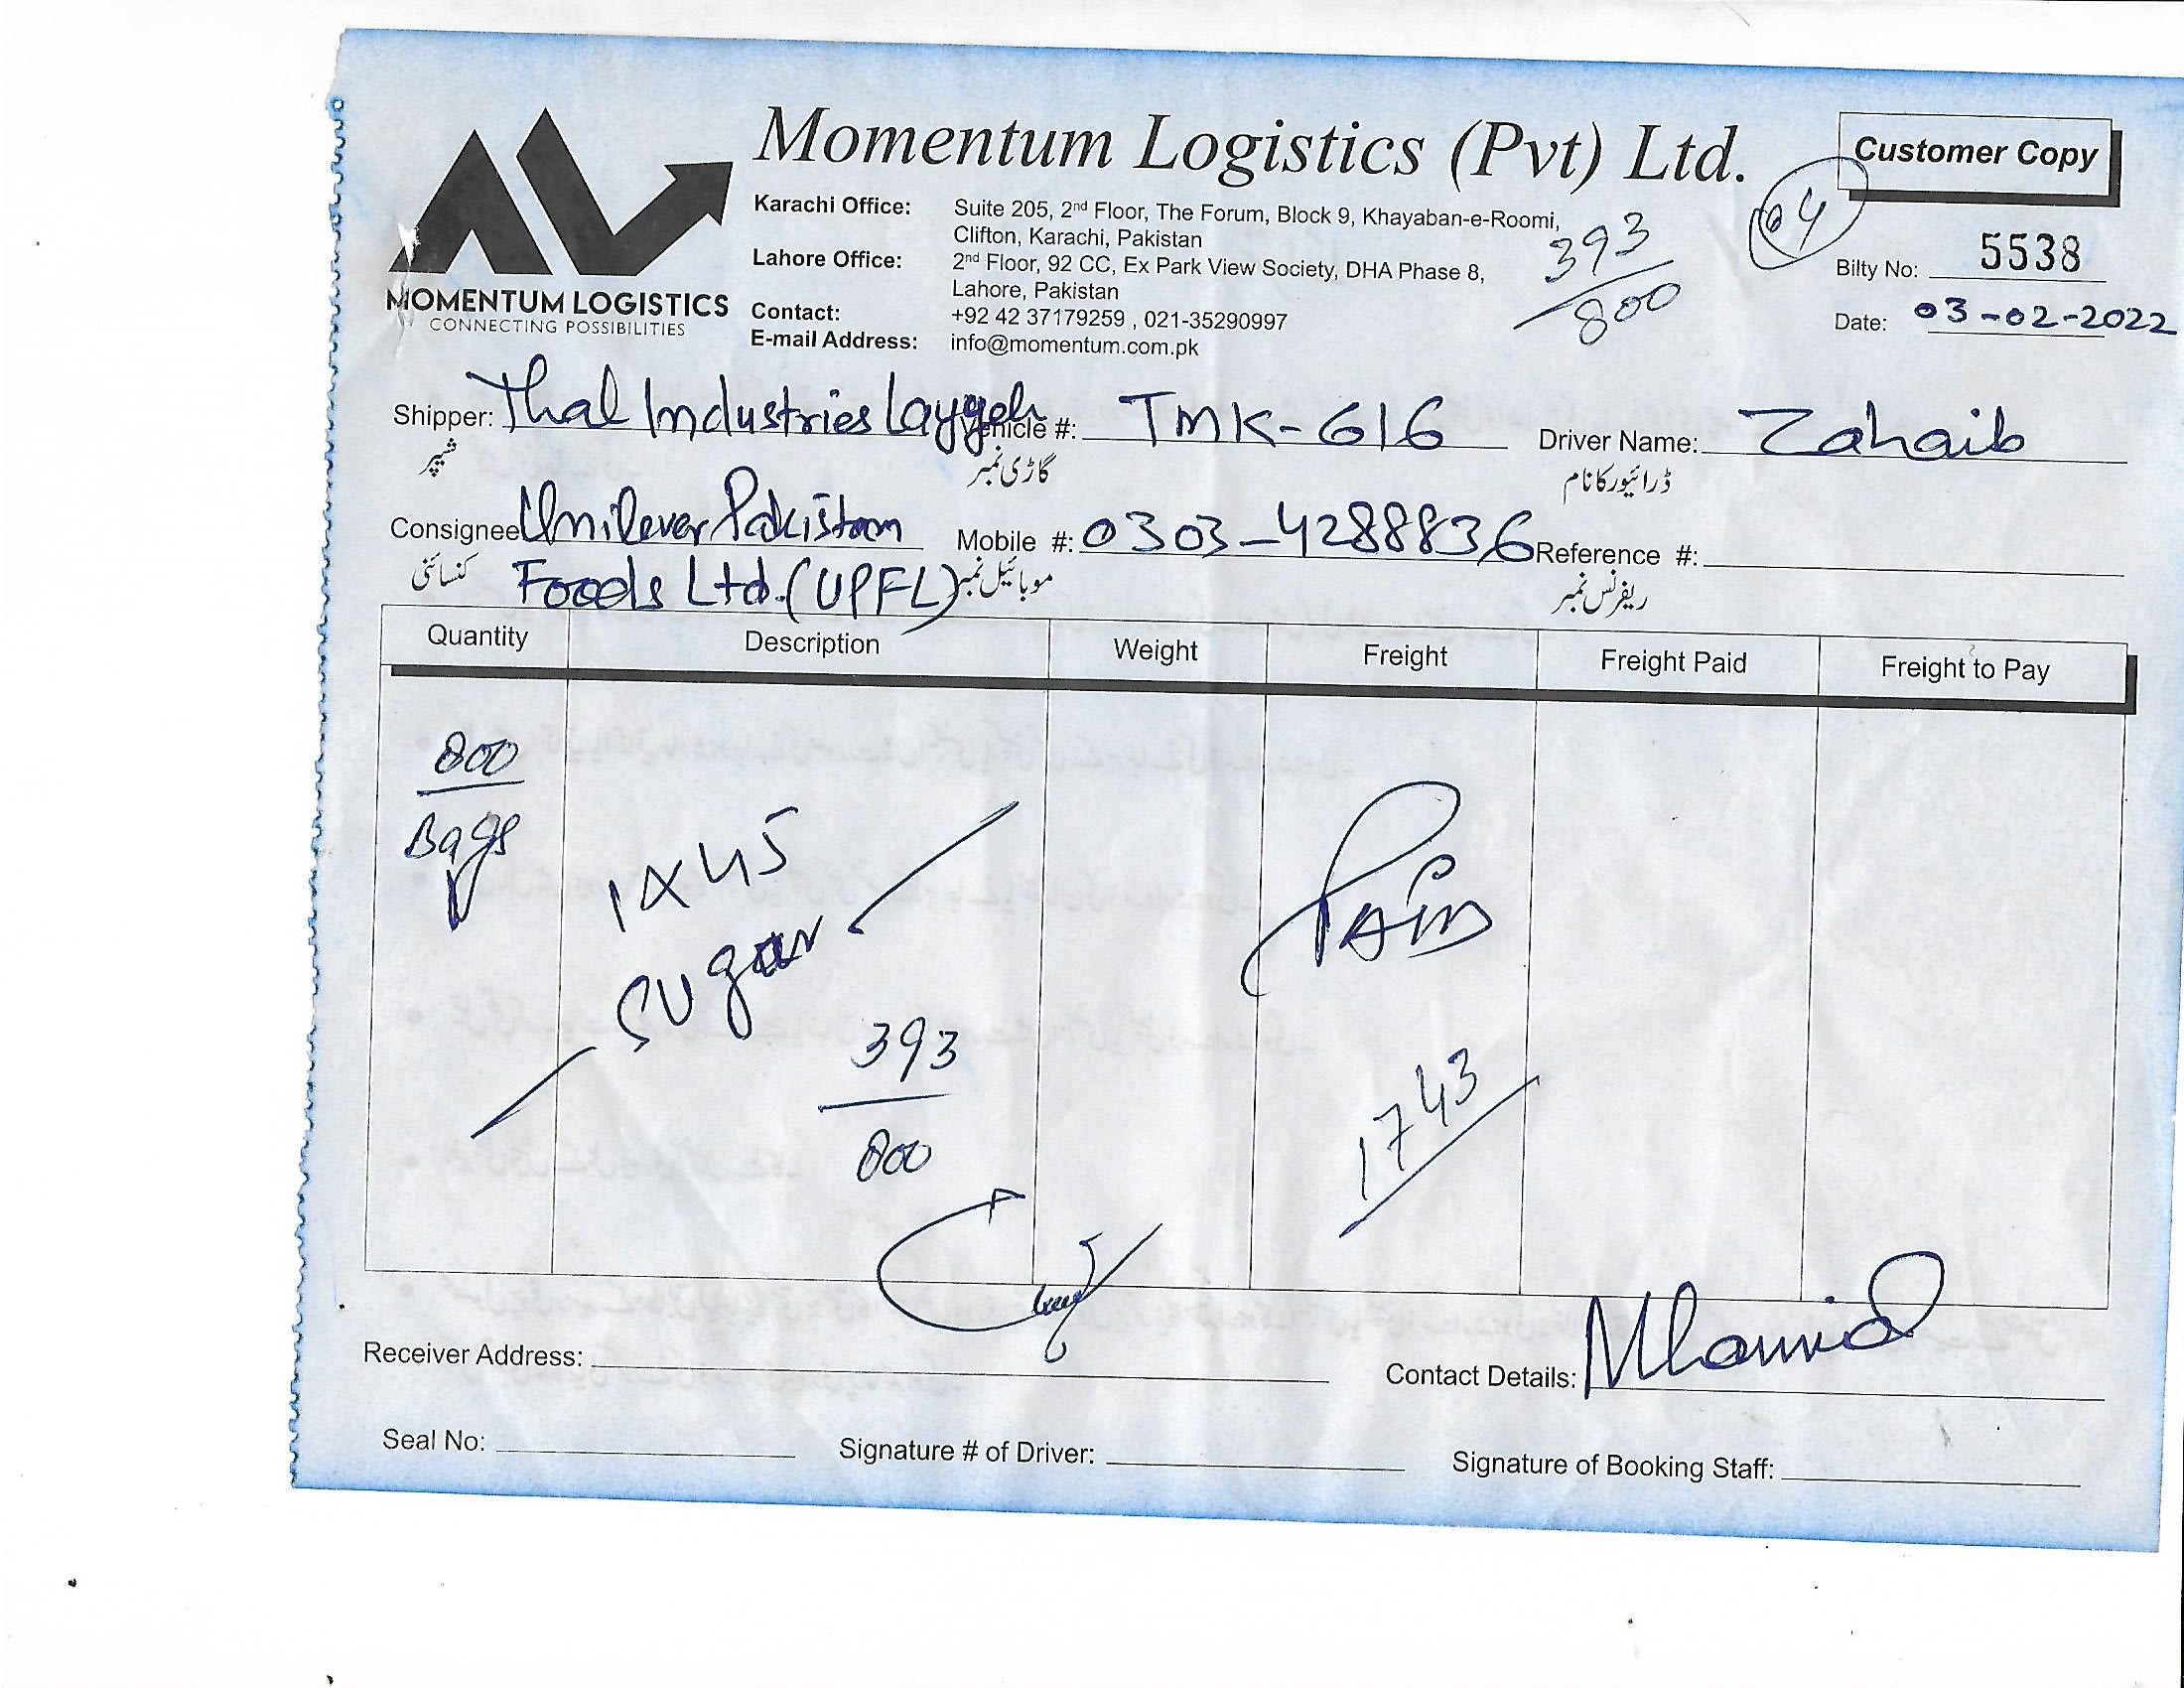 Momentum Logistics (Pvt) Ltd.
Customer Copy
04
MOMENTUM LOGISTICS
CONNECTING POSSIBILITIES
Karachi Office: Suite 205, 2nd Floor, The Forum, Block 9, Khayaban-e-Roomi,
Clifton, Karachi, Pakistan
Lahore Office: 2nd Floor, 92 CC, Ex Park View Society, DHA Phase 8,
Lahore, Pakistan
Contact: +92 42 37179259 , 021-35290997
E-mail Address: info@momentum.com.pk
393
800
Bilty No: 5538
Date: 03-02-2022
Shipper: Thal Industries Layyah Vehicle #: TMK-616 Driver Name: Zahaib
شیپر گاڑی نمبر ڈرائیور کا نام
Consignee Unilever Pakistan Mobile #: 0303-4288836 Reference #:
کنسائنی Foods Ltd. (UPFL) موبائیل نمبر ریفرنس نمبر
Quantity Description Weight Freight Freight Paid Freight to Pay
800
Bags
1x45
Sugar
393
800
Paid
1743
Receiver Address: Contact Details:
Seal No: Signature # of Driver: Signature of Booking Staff: